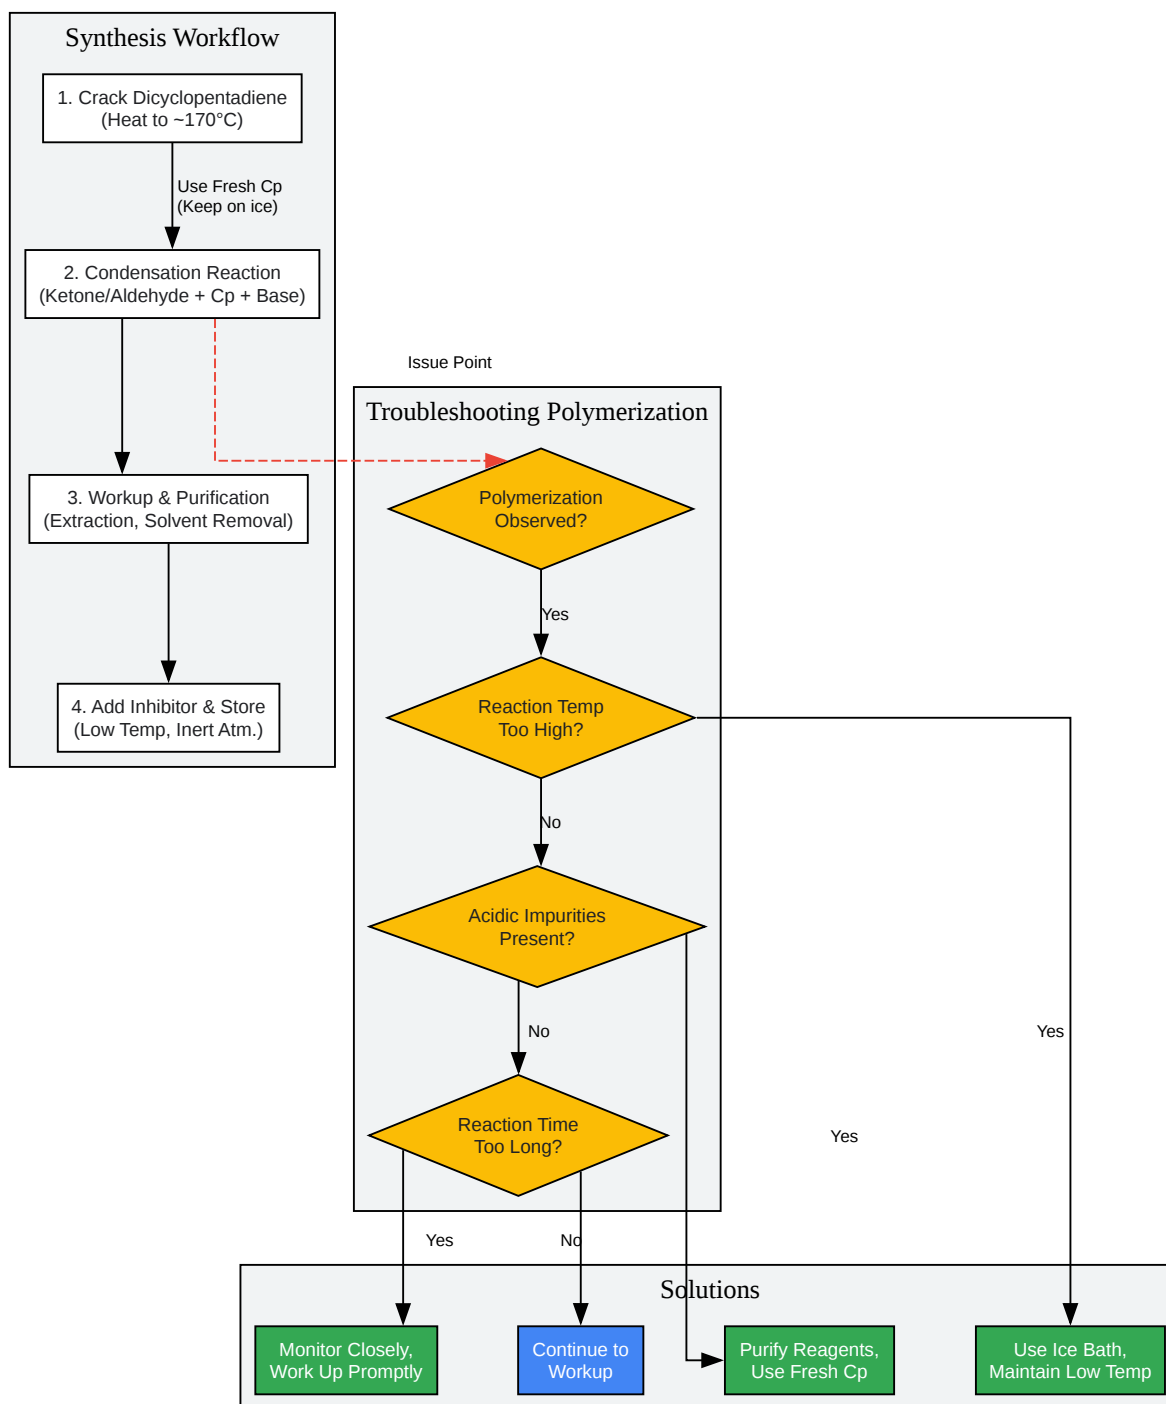 Synthesis Workflow
1. Crack Dicyclopentadiene
(Heat to ~170°C)
Use Fresh Cp
(Keep on ice)
2. Condensation Reaction
(Ketone/Aldehyde + Cp + Base)
3. Workup & Purification
(Extraction, Solvent Removal)
4. Add Inhibitor & Store
(Low Temp, Inert Atm.)
Issue Point
Troubleshooting Polymerization
Polymerization
Observed?
Yes
Reaction Temp
Too High?
No
Acidic Impurities
Present?
No
Yes
Reaction Time
Too Long?
Yes
Yes
No
Solutions
Monitor Closely,
Work Up Promptly
Continue to
Workup
Purify Reagents,
Use Fresh Cp
Use Ice Bath,
Maintain Low Temp